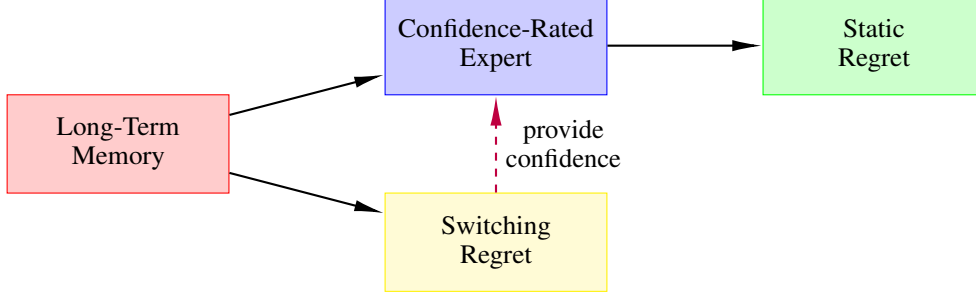 Confidence-Rated
Expert
Static
Regret
Long-Term
Memory
provide
confidence
Switching
Regret